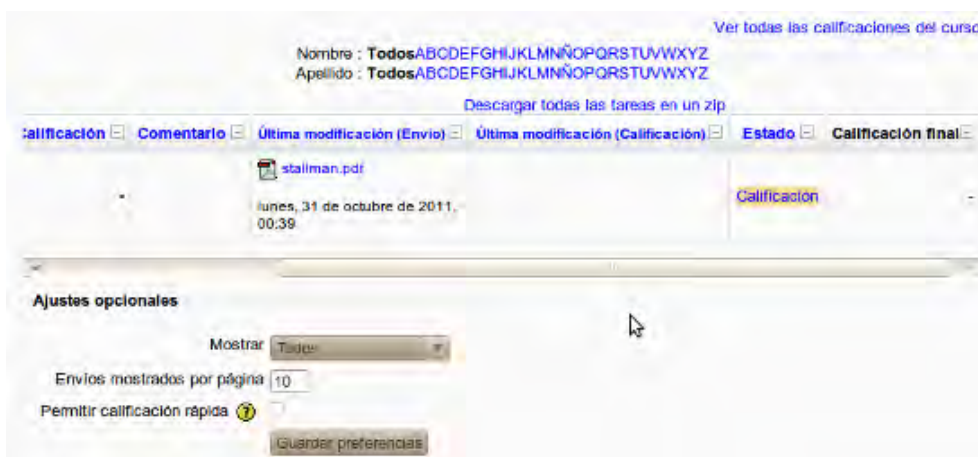 Ver todas las calificaciones del curso
Nombre : TodosABCDEFGHIJKLMNÑOPQRSTUVWXYZ
Apellido : TodosABCDEFGHIJKLMNÑOPQRSTUVWXYZ
Descargar todas las tareas en un zip
alificación Comentario Última modificación (Envío) Última modificación (Calificación) Estado Calificación final
stallman.pdf
- lunes, 31 de octubre de 2011, Calificación -
00:39
Ajustes opcionales
Mostrar Todos
Envíos mostrados por página 10
Permitir calificación rápida ?
Guardar preferencias